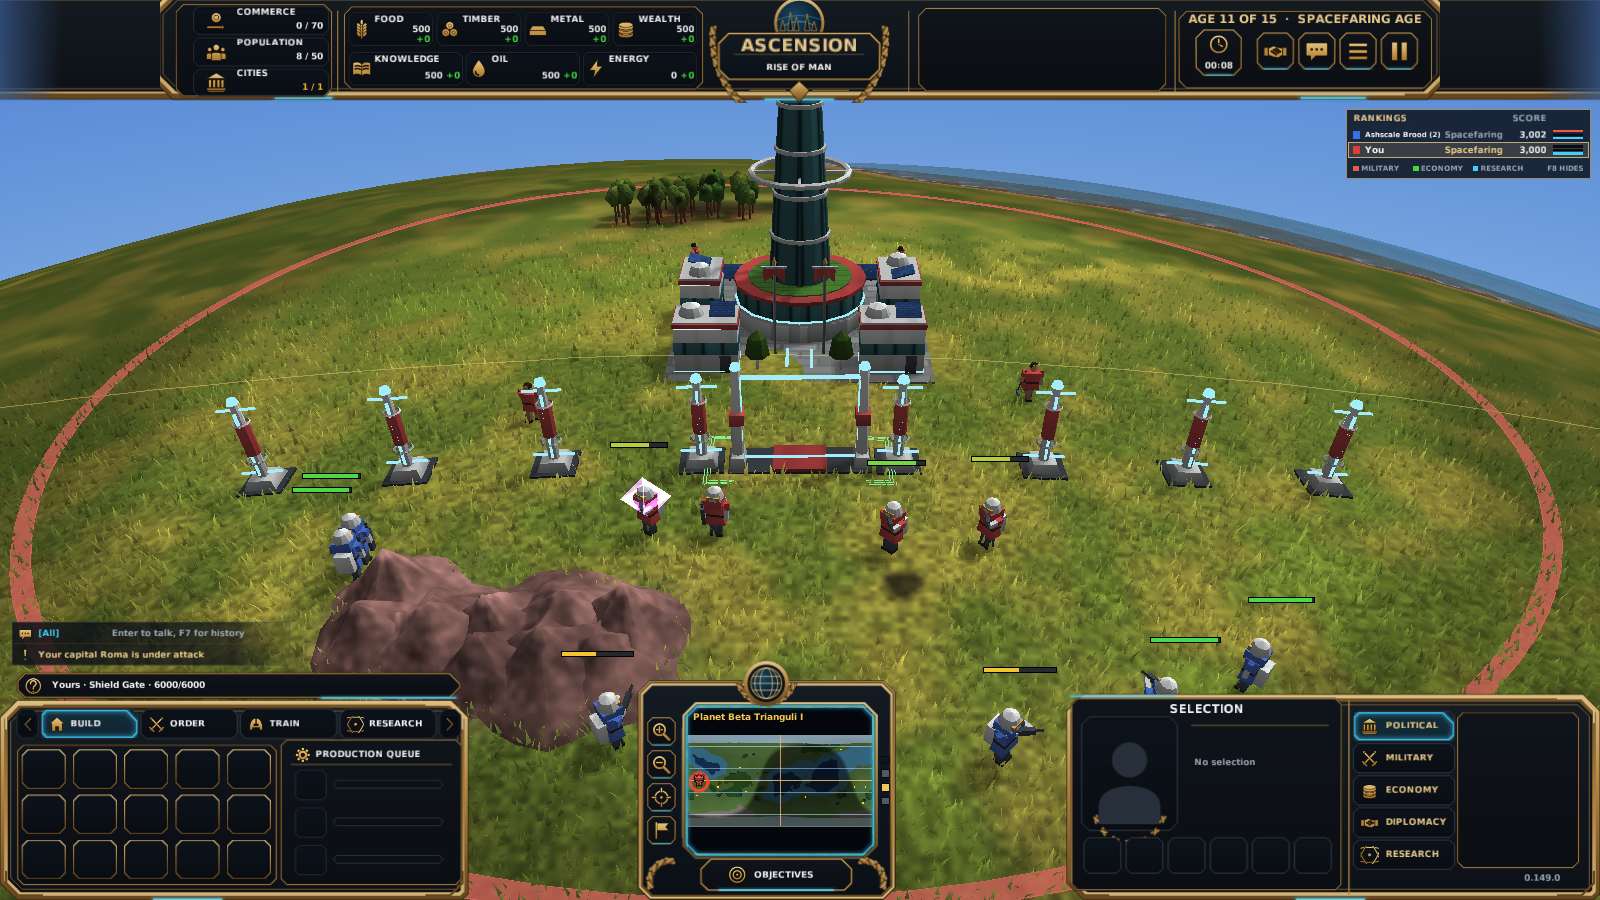 COMMERCE
0 / 70
POPULATION
8 / 50
CITIES
1 / 1
FOOD
500
+0
TIMBER
500
+0
METAL
500
+0
WEALTH
500
+0
KNOWLEDGE
500 +0
OIL
500 +0
ENERGY
0 +0
ASCENSION
RISE OF MAN
AGE 11 OF 15 · SPACEFARING AGE
00:08
RANKINGS SCORE
Ashscale Brood (2) Spacefaring 3,002
You Spacefaring 3,000
MILITARY ECONOMY RESEARCH F8 HIDES
[All] Enter to talk, F7 for history
! Your capital Roma is under attack
Yours · Shield Gate · 6000/6000
BUILD ORDER TRAIN RESEARCH
PRODUCTION QUEUE
Planet Beta Trianguli I
OBJECTIVES
SELECTION
No selection
POLITICAL
MILITARY
ECONOMY
DIPLOMACY
RESEARCH
0.149.0